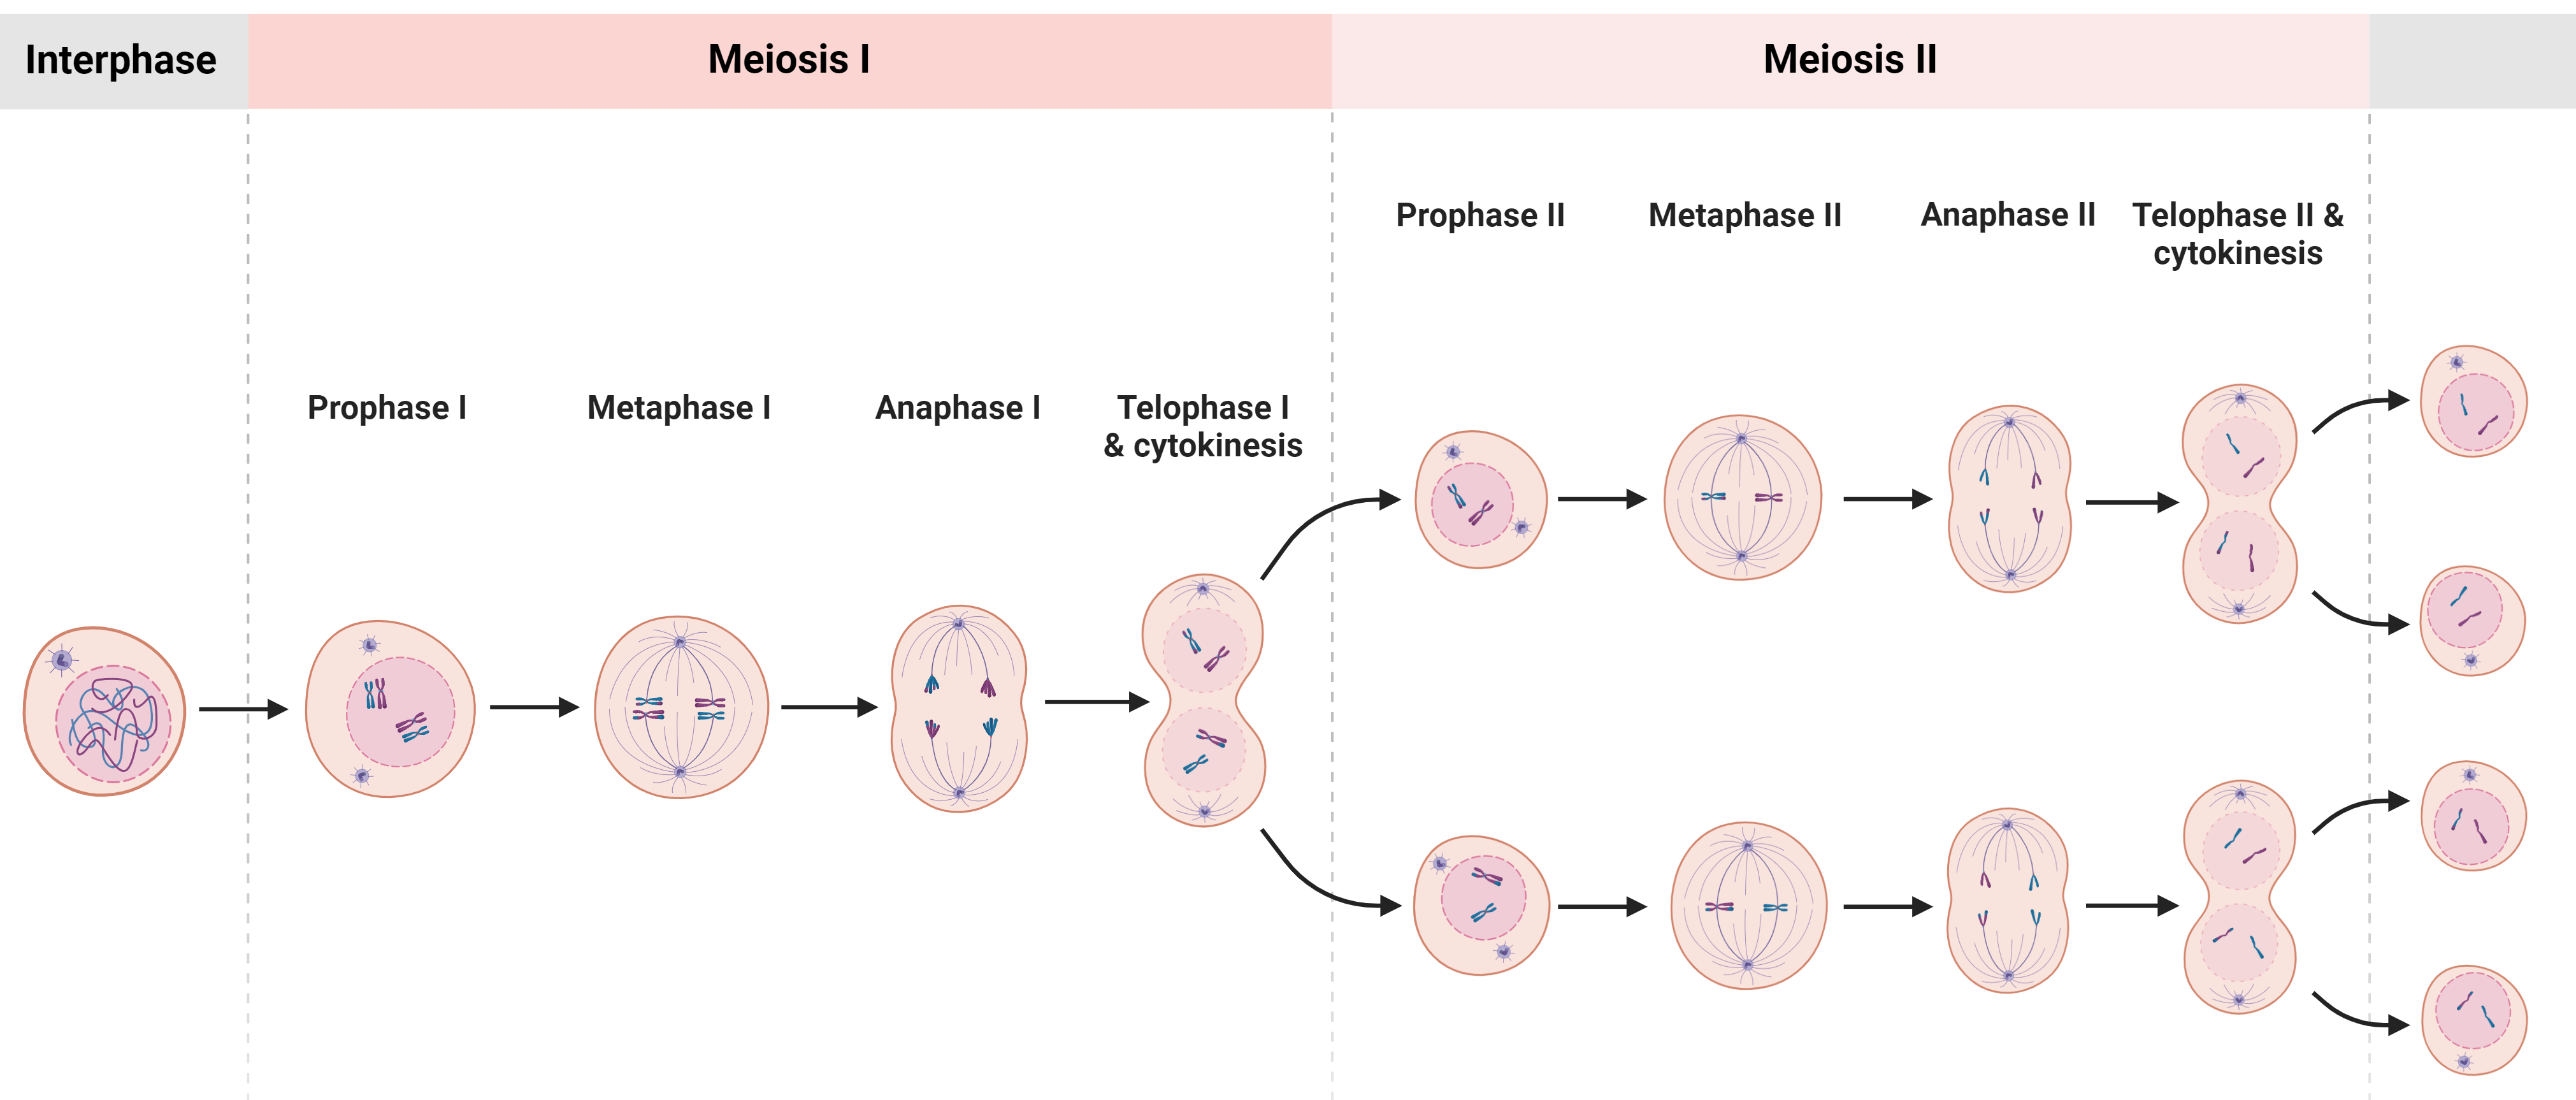 Interphase
Meiosis I
Meiosis II
Prophase I
Metaphase I
Anaphase I
Telophase I
& cytokinesis
Prophase II
Metaphase II
Anaphase II
Telophase II &
cytokinesis